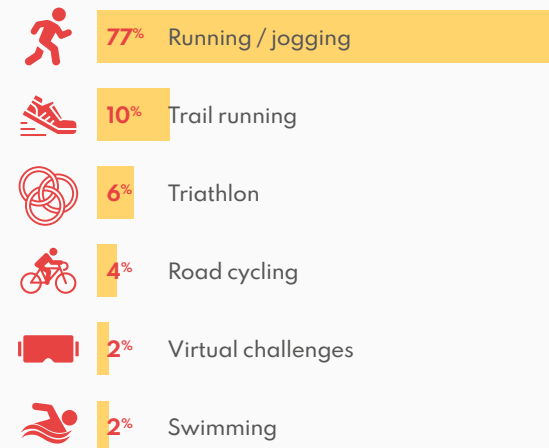 77% Running / jogging
10% Trail running
6% Triathlon
4% Road cycling
2% Virtual challenges
2% Swimming